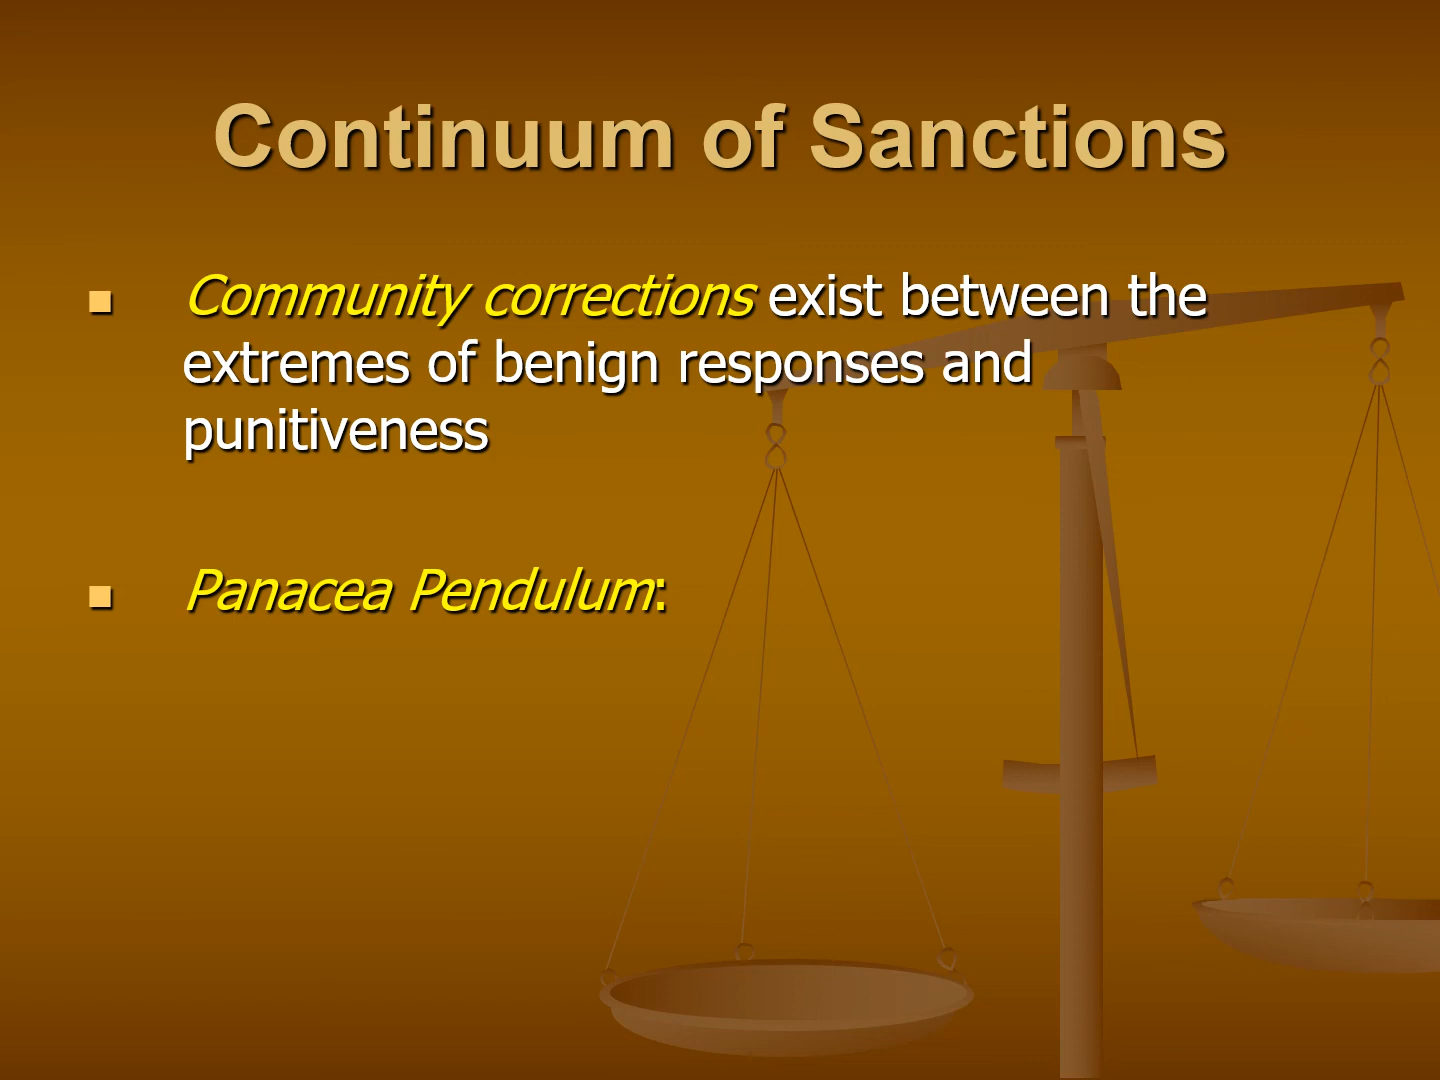 Continuum of Sanctions
Community corrections exist between the
extremes of benign responses and
punitiveness
Panacea Pendulum: